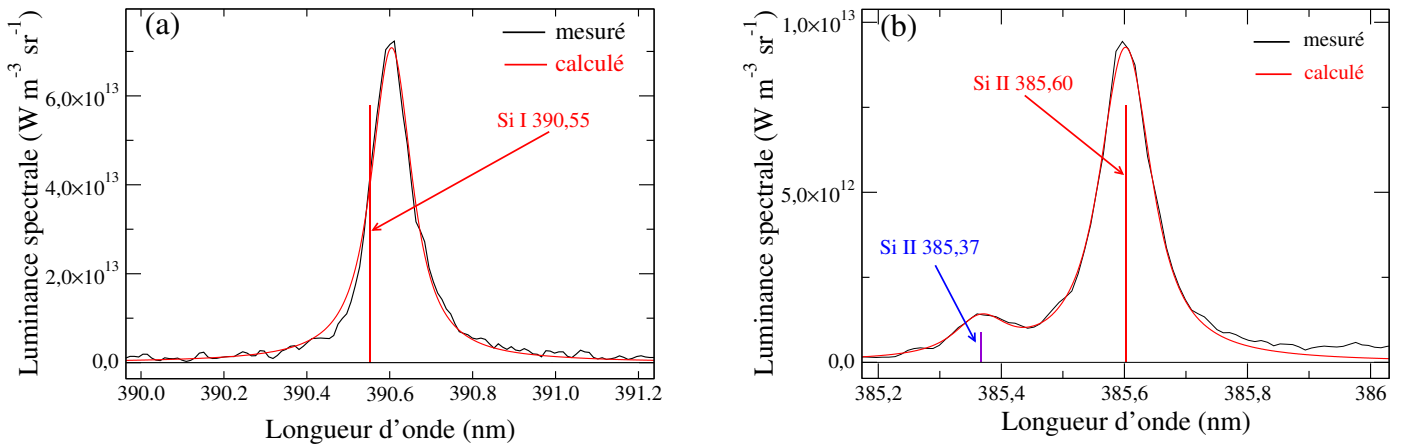 (a)
mesuré
calculé
Si I 390,55
6,0×10¹³
4,0×10¹³
2,0×10¹³
0,0
390.0
390.2
390.4
390.6
390.8
391.0
391.2
Longueur d'onde (nm)
Luminance spectrale (W m⁻³ sr⁻¹)
(b)
mesuré
calculé
Si II 385,60
Si II 385,37
1,0×10¹³
5,0×10¹²
0,0
385,2
385,4
385,6
385,8
386
Longueur d'onde (nm)
Luminance spectrale (W m⁻³ sr⁻¹)